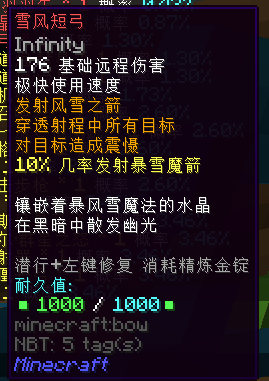 雪风短弓
Infinity
176 基础远程伤害
极快使用速度
发射风雪之箭
穿透射程中所有目标
对目标造成震慑
10% 几率发射暴雪魔箭
镶嵌着暴风雪魔法的水晶
在黑暗中散发幽光
潜行+左键修复 消耗精炼金锭
耐久值:
1000 / 1000
minecraft:bow
NBT: 5 tag(s)
Minecraft